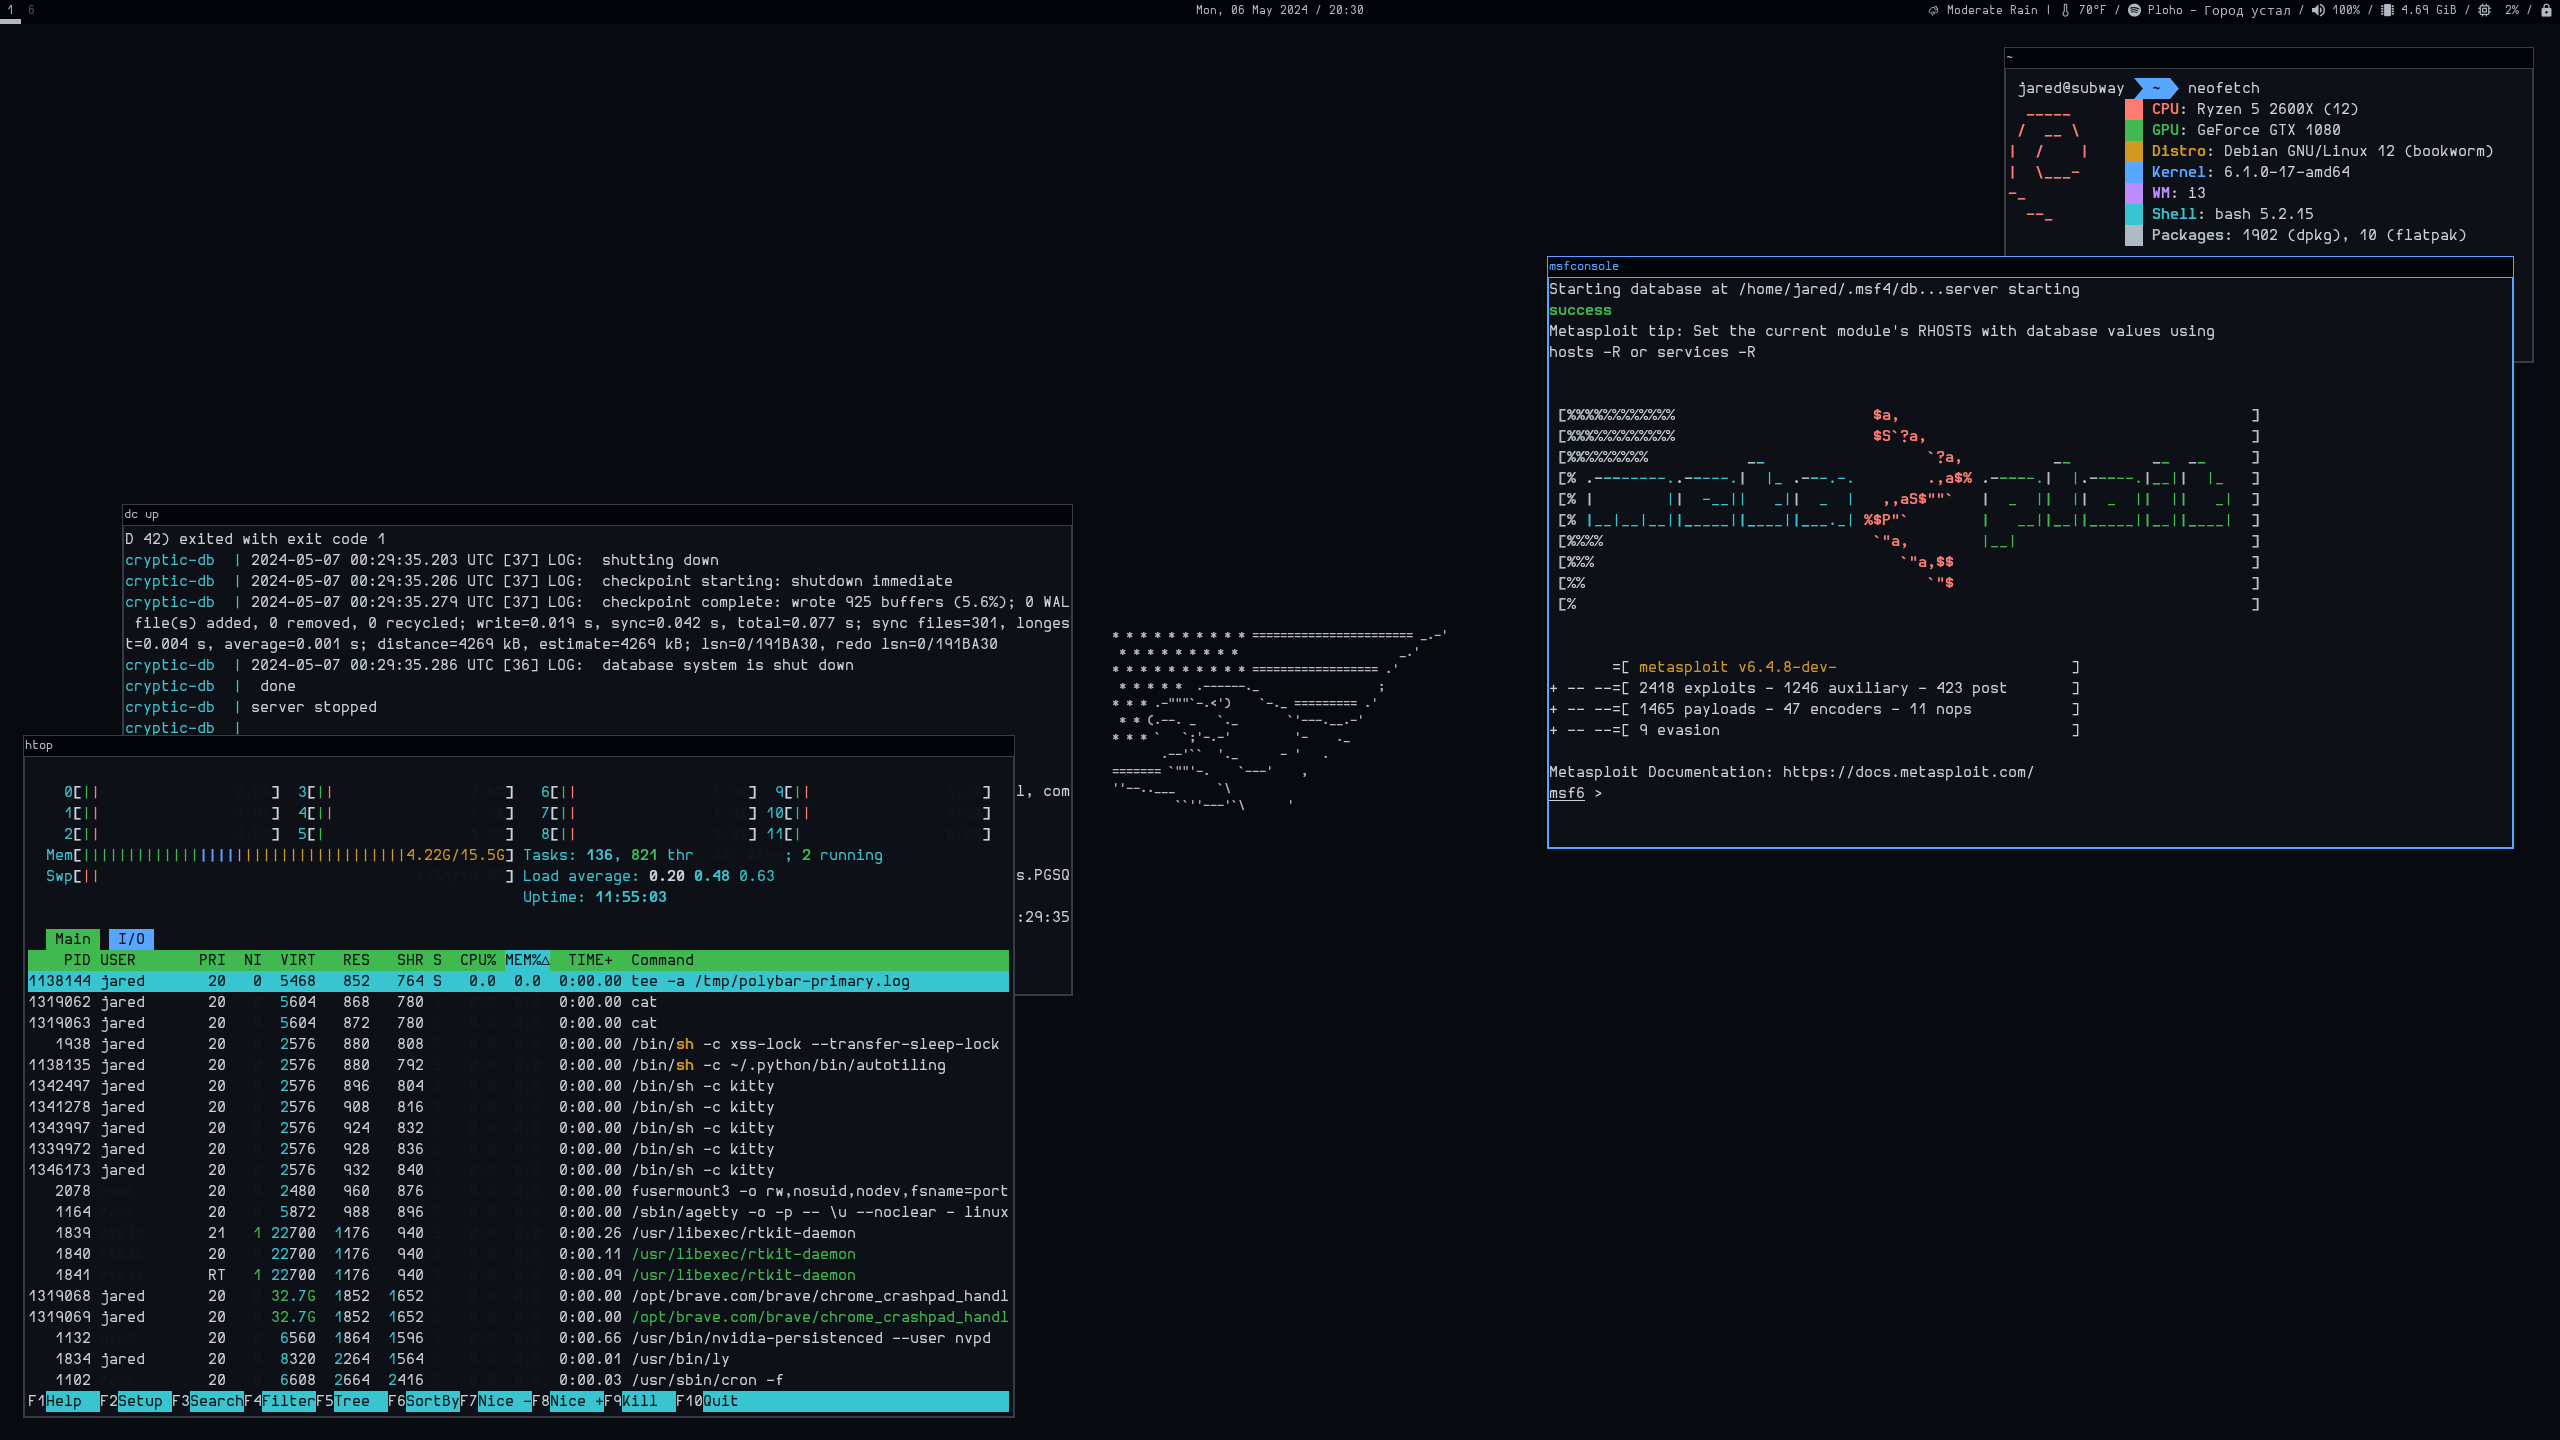 1 6
Mon, 06 May 2024 / 20:30
Moderate Rain | 70°F / Ploho - Город устал / 100% / 4.69 GiB / 2% /
~
jared@subway ~ neofetch
CPU: Ryzen 5 2600X (12)
GPU: GeForce GTX 1080
Distro: Debian GNU/Linux 12 (bookworm)
Kernel: 6.1.0-17-amd64
WM: i3
Shell: bash 5.2.15
Packages: 1902 (dpkg), 10 (flatpak)
msfconsole
Starting database at /home/jared/.msf4/db...server starting
success
Metasploit tip: Set the current module's RHOSTS with database values using
hosts -R or services -R
metasploit
=[ metasploit v6.4.8-dev- ]
+ -- --=[ 2418 exploits - 1246 auxiliary - 423 post ]
+ -- --=[ 1465 payloads - 47 encoders - 11 nops ]
+ -- --=[ 9 evasion ]
Metasploit Documentation: https://docs.metasploit.com/
msf6 >
dc up
D 42) exited with exit code 1
cryptic-db | 2024-05-07 00:29:35.203 UTC [37] LOG:  shutting down
cryptic-db | 2024-05-07 00:29:35.206 UTC [37] LOG:  checkpoint starting: shutdown immediate
cryptic-db | 2024-05-07 00:29:35.279 UTC [37] LOG:  checkpoint complete: wrote 925 buffers (5.6%); 0 WAL
file(s) added, 0 removed, 0 recycled; write=0.019 s, sync=0.042 s, total=0.077 s; sync files=301, longes
t=0.004 s, average=0.001 s; distance=4269 kB, estimate=4269 kB; lsn=0/191BA30, redo lsn=0/191BA30
cryptic-db | 2024-05-07 00:29:35.286 UTC [36] LOG:  database system is shut down
cryptic-db |  done
cryptic-db | server stopped
cryptic-db |
l, com
s.PGSQ
:29:35
htop
0[|| ] 3[|| ] 6[|| ] 9[|| ]
1[|| ] 4[|| ] 7[|| ] 10[|| ]
2[|| ] 5[| ] 8[|| ] 11[| ]
Mem[||||||||||||||||||||||||||||||||||||4.22G/15.5G] Tasks: 136, 821 thr ; 2 running
Swp[|| ] Load average: 0.20 0.48 0.63
Uptime: 11:55:03
Main I/O
PID USER PRI NI VIRT RES SHR S CPU% MEM%△ TIME+ Command
1138144 jared 20 0 5468 852 764 S 0.0 0.0 0:00.00 tee -a /tmp/polybar-primary.log
1319062 jared 20 5604 868 780 0:00.00 cat
1319063 jared 20 5604 872 780 0:00.00 cat
1938 jared 20 2576 880 808 0:00.00 /bin/sh -c xss-lock --transfer-sleep-lock
1138135 jared 20 2576 880 792 0:00.00 /bin/sh -c ~/.python/bin/autotiling
1342497 jared 20 2576 896 804 0:00.00 /bin/sh -c kitty
1341278 jared 20 2576 908 816 0:00.00 /bin/sh -c kitty
1343997 jared 20 2576 924 832 0:00.00 /bin/sh -c kitty
1339972 jared 20 2576 928 836 0:00.00 /bin/sh -c kitty
1346173 jared 20 2576 932 840 0:00.00 /bin/sh -c kitty
2078 20 2480 960 876 0:00.00 fusermount3 -o rw,nosuid,nodev,fsname=port
1164 20 5872 988 896 0:00.00 /sbin/agetty -o -p -- \u --noclear - linux
1839 21 1 22700 1176 940 0:00.26 /usr/libexec/rtkit-daemon
1840 20 22700 1176 940 0:00.11 /usr/libexec/rtkit-daemon
1841 RT 1 22700 1176 940 0:00.09 /usr/libexec/rtkit-daemon
1319068 jared 20 32.7G 1852 1652 0:00.00 /opt/brave.com/brave/chrome_crashpad_handl
1319069 jared 20 32.7G 1852 1652 0:00.00 /opt/brave.com/brave/chrome_crashpad_handl
1132 20 6560 1864 1596 0:00.66 /usr/bin/nvidia-persistenced --user nvpd
1834 jared 20 8320 2264 1564 0:00.01 /usr/bin/ly
1102 20 6608 2664 2416 0:00.03 /usr/sbin/cron -f
F1Help F2Setup F3Search F4Filter F5Tree F6SortBy F7Nice - F8Nice + F9Kill F10Quit